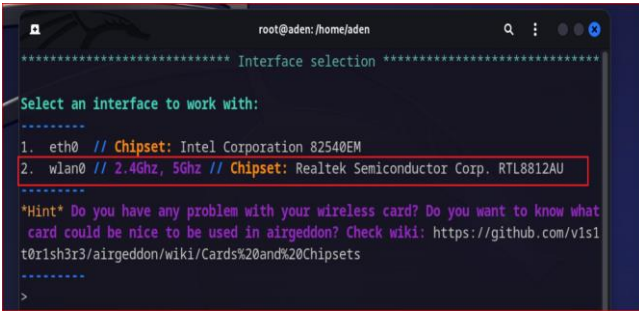 root@aden: /home/aden
*************************** Interface selection ****************************
Select an interface to work with:
---------
1.  eth0  // Chipset: Intel Corporation 82540EM
2.  wlan0 // 2.4Ghz, 5Ghz // Chipset: Realtek Semiconductor Corp. RTL8812AU
---------
*Hint* Do you have any problem with your wireless card? Do you want to know what
card could be nice to be used in airgeddon? Check wiki: https://github.com/v1s1
t0r1sh3r3/airgeddon/wiki/Cards%20and%20Chipsets
---------
>